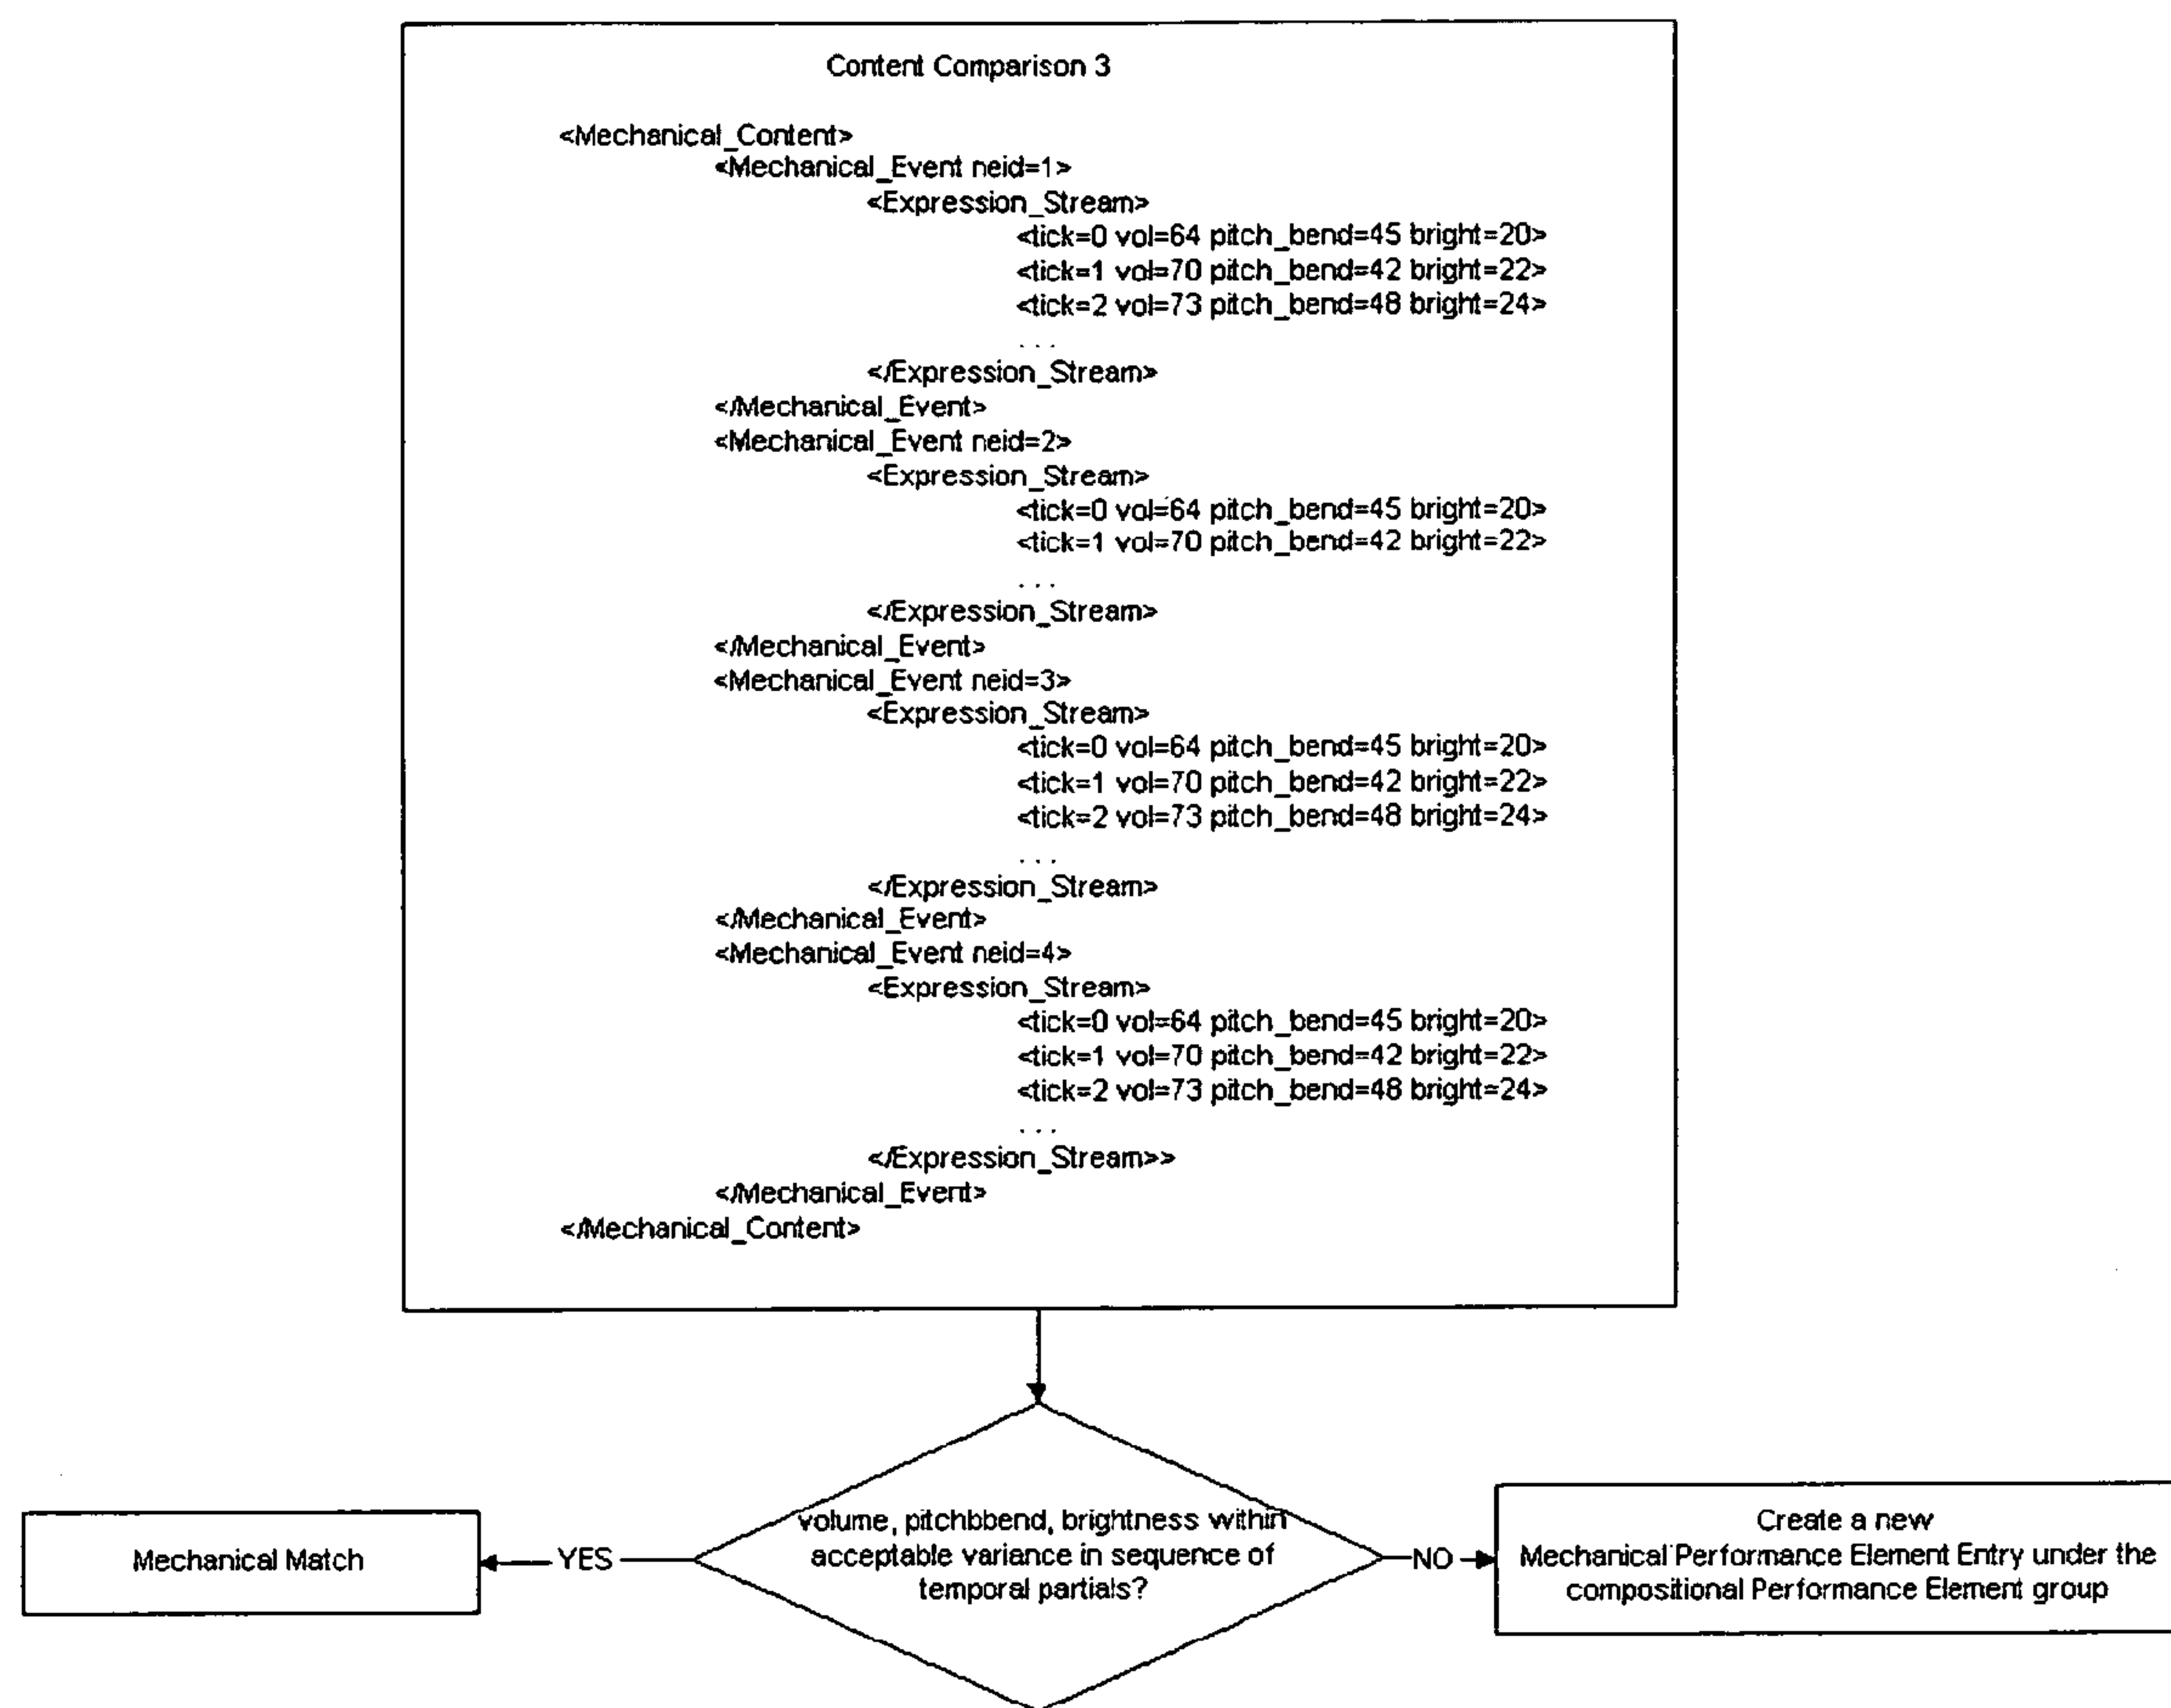 Content Comparison 3
<Mechanical_Content>
<Mechanical_Event neid=1>
<Expression_Stream>
<tick=0 vol=64 pitch_bend=45 bright=20>
<tick=1 vol=70 pitch_bend=42 bright=22>
<tick=2 vol=73 pitch_bend=48 bright=24>
. . .
</Expression_Stream>
</Mechanical_Event>
<Mechanical_Event neid=2>
<Expression_Stream>
<tick=0 vol=64 pitch_bend=45 bright=20>
<tick=1 vol=70 pitch_bend=42 bright=22>
. . .
</Expression_Stream>
</Mechanical_Event>
<Mechanical_Event neid=3>
<Expression_Stream>
<tick=0 vol=64 pitch_bend=45 bright=20>
<tick=1 vol=70 pitch_bend=42 bright=22>
<tick=2 vol=73 pitch_bend=48 bright=24>
. . .
</Expression_Stream>
</Mechanical_Event>
<Mechanical_Event neid=4>
<Expression_Stream>
<tick=0 vol=64 pitch_bend=45 bright=20>
<tick=1 vol=70 pitch_bend=42 bright=22>
<tick=2 vol=73 pitch_bend=48 bright=24>
. . .
</Expression_Stream>>
</Mechanical_Event>
</Mechanical_Content>
Mechanical Match
YES
volume, pitchbbend, brightness within
acceptable variance in sequence of
temporal partials?
NO
Create a new
Mechanical Performance Element Entry under the
compositional Performance Element group